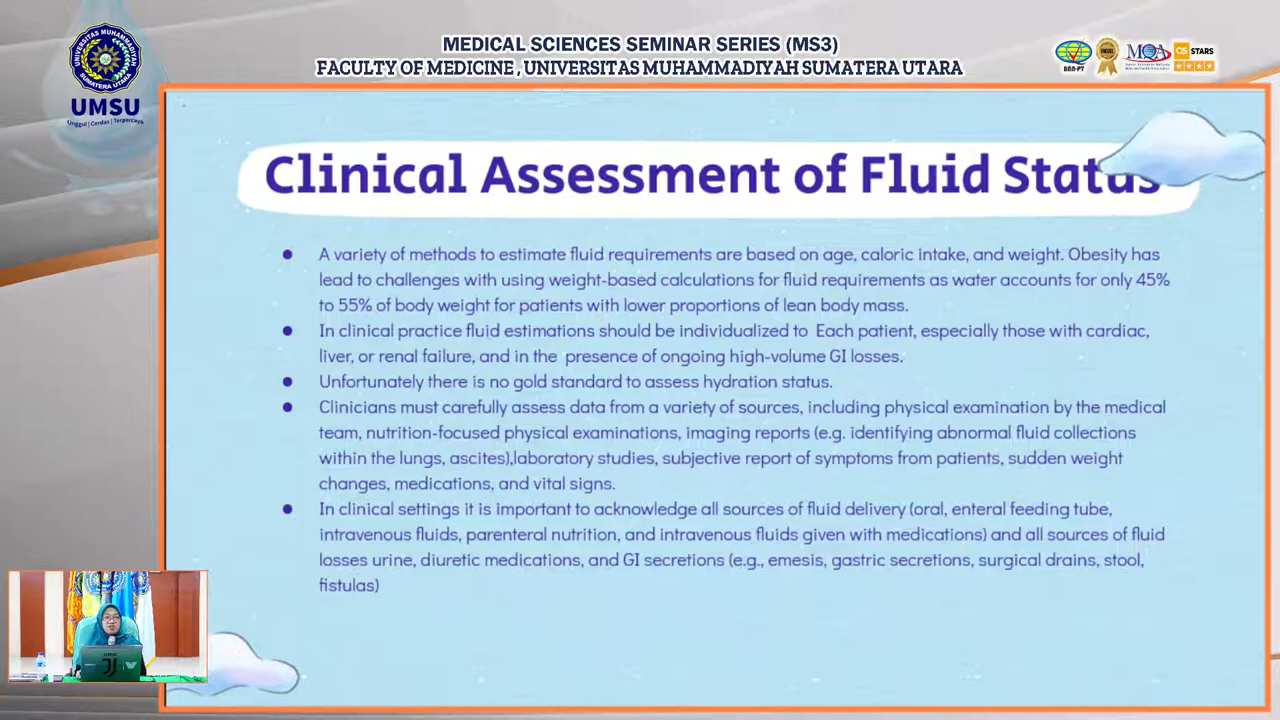 MEDICAL SCIENCES SEMINAR SERIES (MS3)
FACULTY OF MEDICINE , UNIVERSITAS MUHAMMADIYAH SUMATERA UTARA
UNIVERSITAS MUHAMMADIYAH
SUMATERA UTARA
UMSU
Unggul | Cerdas | Terpercaya
BAN-PT
UNGGUL
MQA
QS STARS
Clinical Assessment of Fluid Status
● A variety of methods to estimate fluid requirements are based on age, caloric intake, and weight. Obesity has
lead to challenges with using weight-based calculations for fluid requirements as water accounts for only 45%
to 55% of body weight for patients with lower proportions of lean body mass.
● In clinical practice fluid estimations should be individualized to Each patient, especially those with cardiac,
liver, or renal failure, and in the presence of ongoing high-volume GI losses.
● Unfortunately there is no gold standard to assess hydration status.
● Clinicians must carefully assess data from a variety of sources, including physical examination by the medical
team, nutrition-focused physical examinations, imaging reports (e.g. identifying abnormal fluid collections
within the lungs, ascites),laboratory studies, subjective report of symptoms from patients, sudden weight
changes, medications, and vital signs.
● In clinical settings it is important to acknowledge all sources of fluid delivery (oral, enteral feeding tube,
intravenous fluids, parenteral nutrition, and intravenous fluids given with medications) and all sources of fluid
losses urine, diuretic medications, and GI secretions (e.g., emesis, gastric secretions, surgical drains, stool,
fistulas)